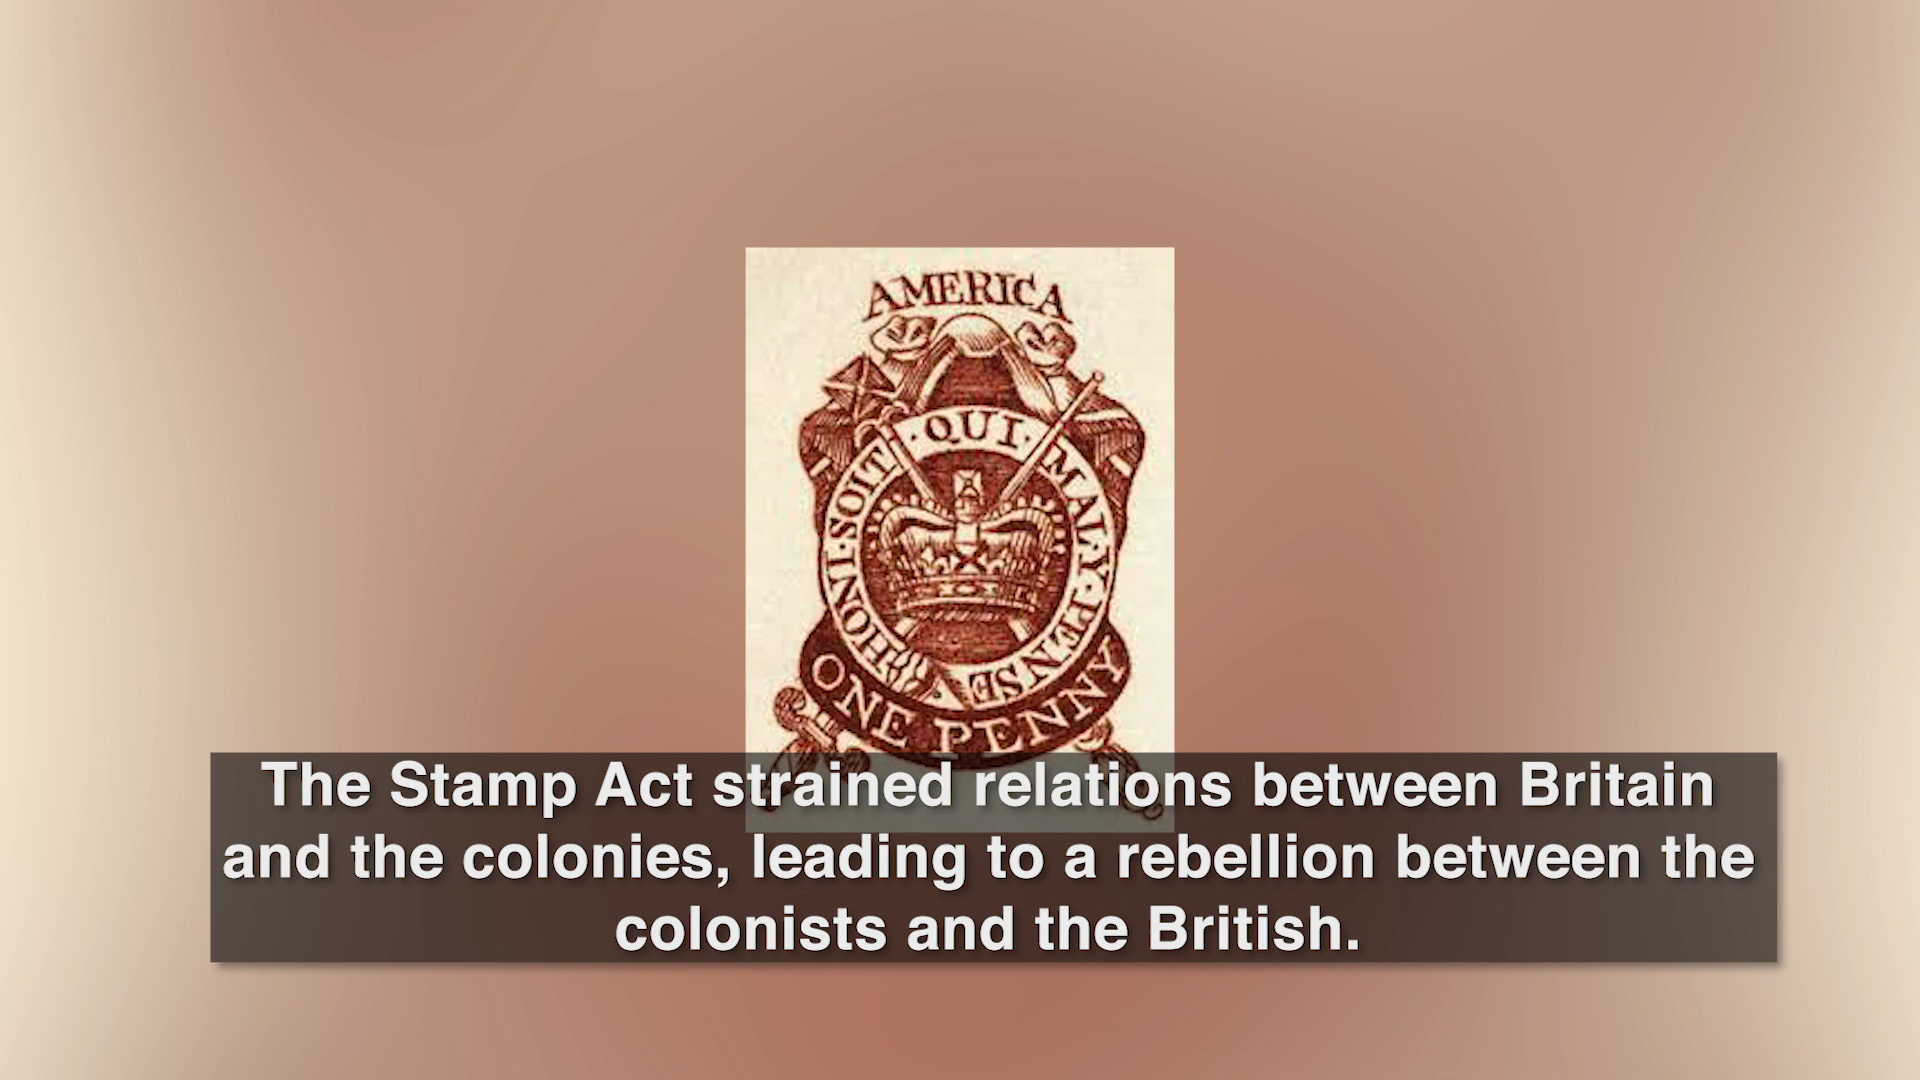 AMERICA
HONI·SOIT·QUI·MAL·Y·PENSE
ONE PENNY
The Stamp Act strained relations between Britain
and the colonies, leading to a rebellion between the
colonists and the British.